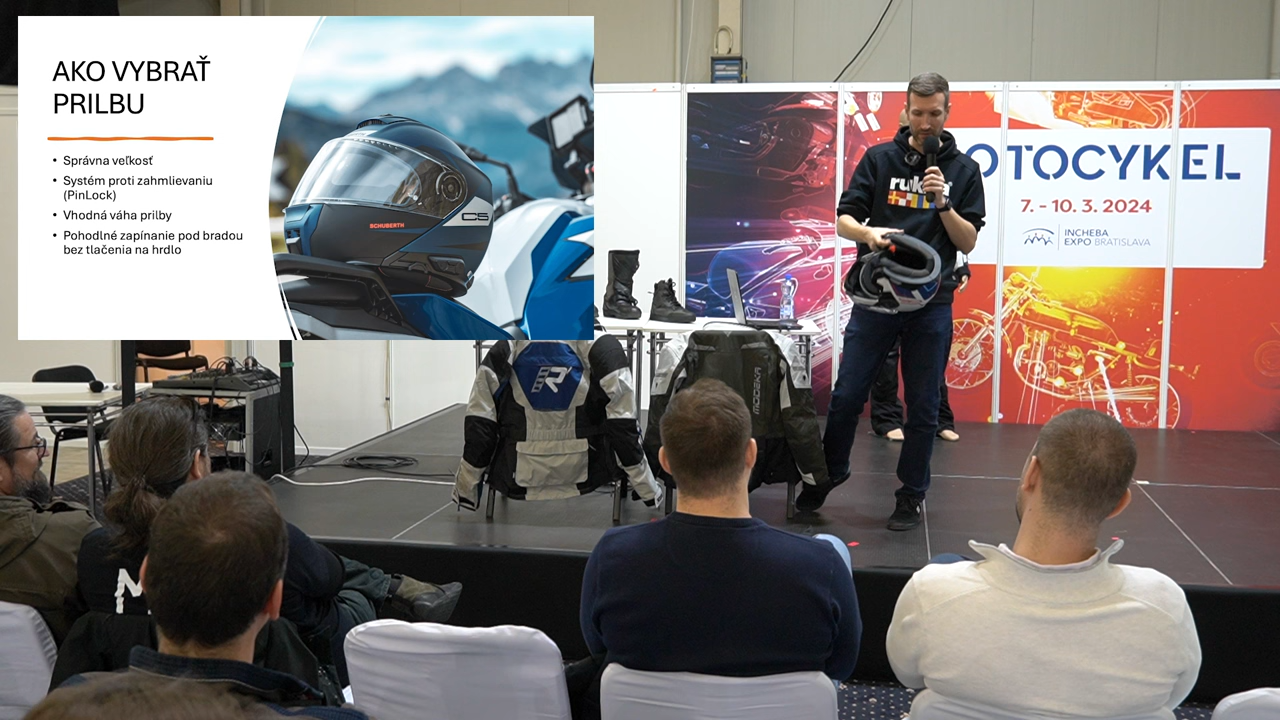 AKO VYBRAŤ
PRILBU
• Správna veľkosť
• Systém proti zahmlievaniu
(PinLock)
• Vhodná váha prilby
• Pohodlné zapínanie pod bradou
bez tlačenia na hrdlo
SCHUBERTH
C5
OTOCYKEL
7. - 10. 3. 2024
INCHEBA
EXPO BRATISLAVA
rukka
R
MODEKA
M